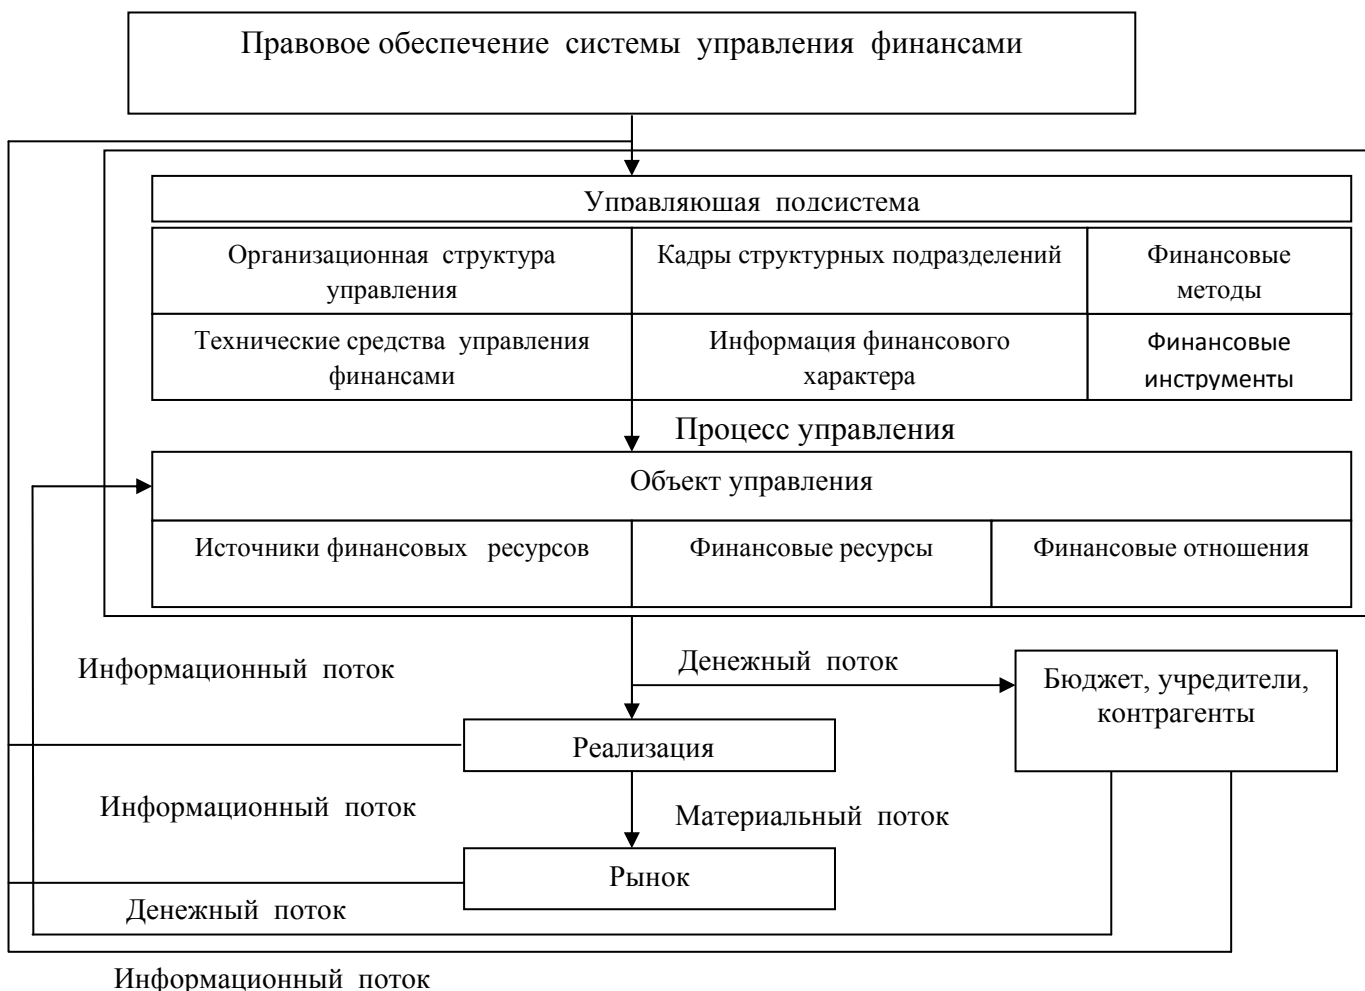 Правовое обеспечение системы управления финансами
Управляющая подсистема
Организационная структура
управления
Кадры структурных подразделений
Финансовые
методы
Технические средства управления
финансами
Информация финансового
характера
Финансовые
инструменты
Процесс управления
Объект управления
Источники финансовых ресурсов
Финансовые ресурсы
Финансовые отношения
Информационный поток
Денежный поток
Бюджет, учредители,
контрагенты
Реализация
Информационный поток
Материальный поток
Рынок
Денежный поток
Информационный поток